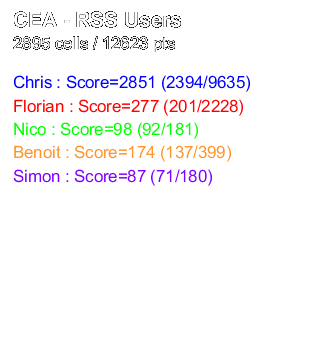 CEA - RSS Users
2895 cells / 12623 pts
Chris : Score=2851 (2394/9635)
Florian : Score=277 (201/2228)
Nico : Score=98 (92/181)
Benoit : Score=174 (137/399)
Simon : Score=87 (71/180)